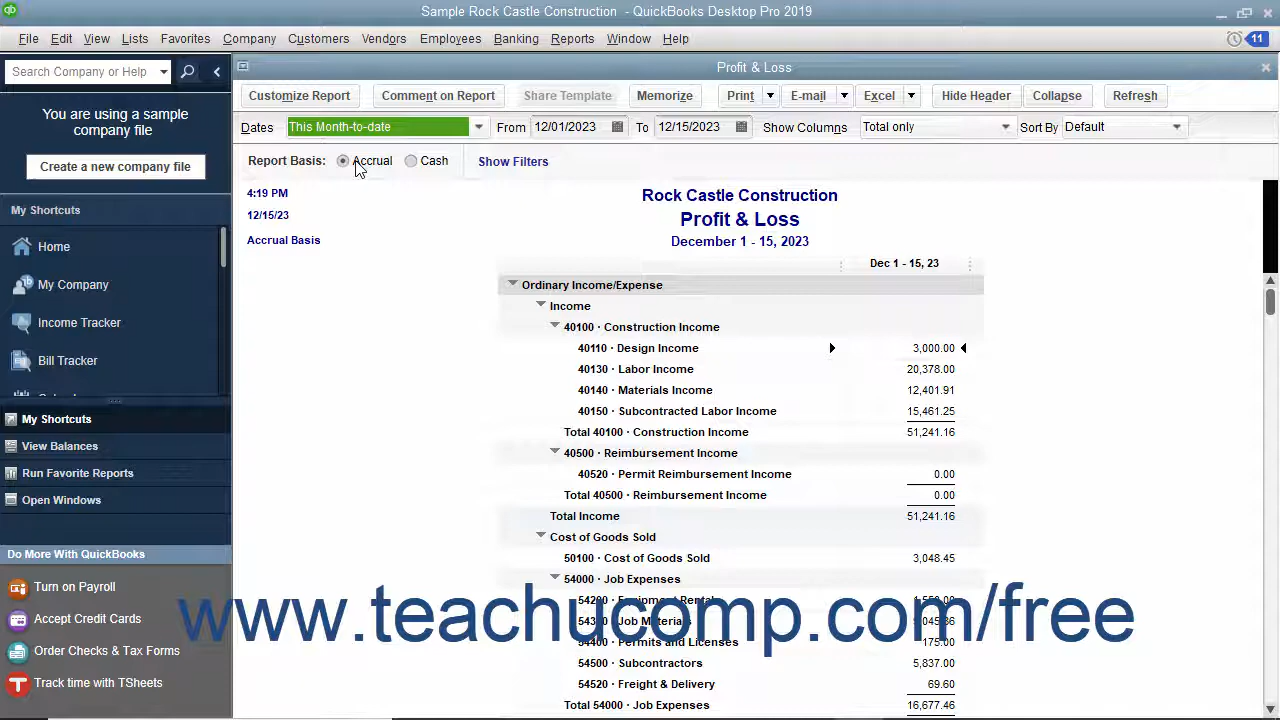 Sample Rock Castle Construction - QuickBooks Desktop Pro 2019
File Edit View Lists Favorites Company Customers Vendors Employees Banking Reports Window Help 11
Search Company or Help
Profit & Loss
You are using a sample
company file
Create a new company file
Customize Report Comment on Report Share Template Memorize Print E-mail Excel Hide Header Collapse Refresh
Dates This Month-to-date From 12/01/2023 To 12/15/2023 Show Columns Total only Sort By Default
Report Basis: Accrual Cash Show Filters
My Shortcuts
Home
My Company
Income Tracker
Bill Tracker
My Shortcuts
View Balances
Run Favorite Reports
Open Windows
Do More With QuickBooks
Turn on Payroll
Accept Credit Cards
Order Checks & Tax Forms
Track time with TSheets
4:19 PM
12/15/23
Accrual Basis
Rock Castle Construction
Profit & Loss
December 1 - 15, 2023
Dec 1 - 15, 23
Ordinary Income/Expense
Income
40100 · Construction Income
40110 · Design Income 3,000.00
40130 · Labor Income 20,378.00
40140 · Materials Income 12,401.91
40150 · Subcontracted Labor Income 15,461.25
Total 40100 · Construction Income 51,241.16
40500 · Reimbursement Income
40520 · Permit Reimbursement Income 0.00
Total 40500 · Reimbursement Income 0.00
Total Income 51,241.16
Cost of Goods Sold
50100 · Cost of Goods Sold 3,048.45
54000 · Job Expenses
54200 · Equipment Rental
Job Materials
54400 · Permits and Licenses 175.00
54500 · Subcontractors 5,837.00
54520 · Freight & Delivery 69.60
Total 54000 · Job Expenses 16,677.46
www.teachucomp.com/free